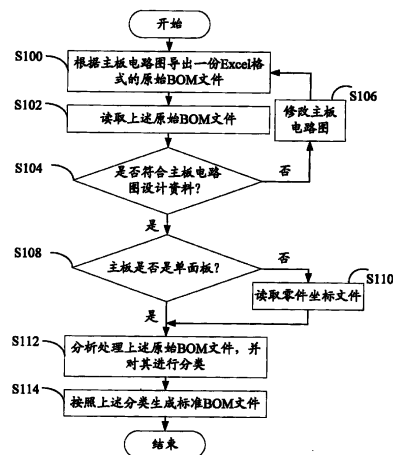 开始
S100
根据主板电路图导出一份Excel格
式的原始BOM文件
S106
修改主板
电路图
S102
读取上述原始BOM文件
S104
是否符合主板电路
图设计资料?
否
是
S108
主板是否是单面板?
否
S110
读取零件坐标文件
是
S112
分析处理上述原始BOM文件,并
对其进行分类
S114
按照上述分类生成标准BOM文件
结束